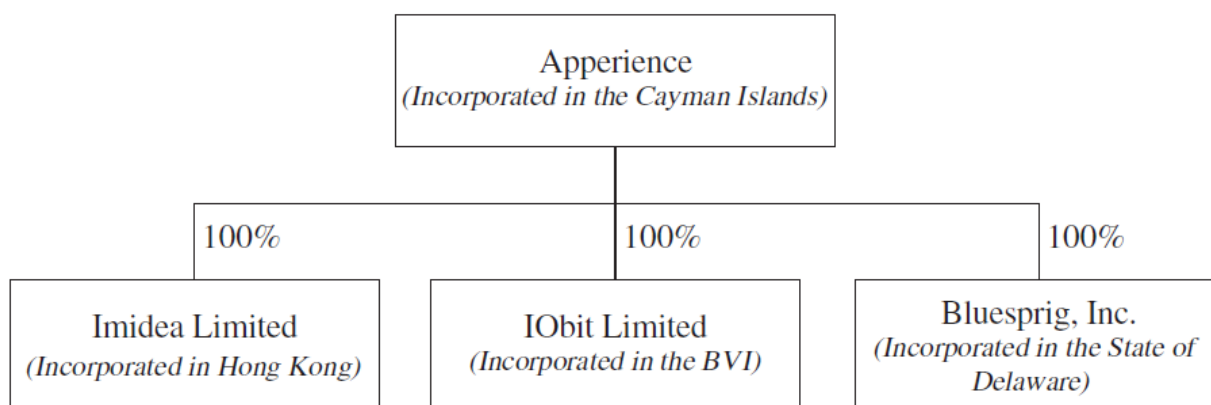 Apperience
(Incorporated in the Cayman Islands)
100%
100%
100%
Imidea Limited
(Incorporated in Hong Kong)
IObit Limited
(Incorporated in the BVI)
Bluesprig, Inc.
(Incorporated in the State of
Delaware)